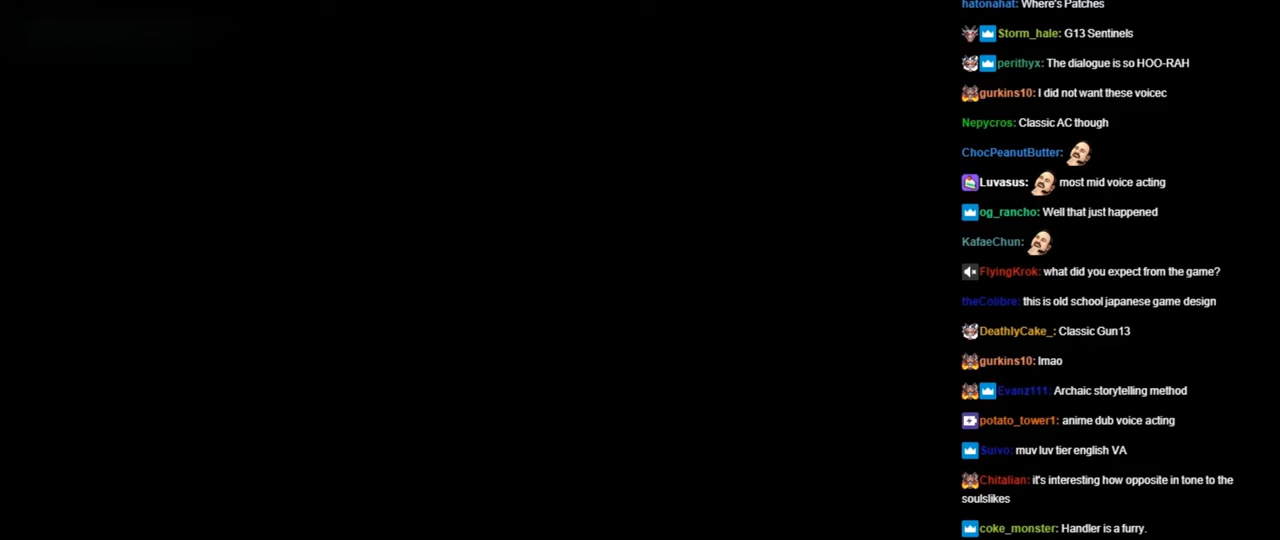 hatonahat: Where's Patches
Storm_hale: G13 Sentinels
perithyx: The dialogue is so HOO-RAH
gurkins10: I did not want these voicec
Nepycros: Classic AC though
ChocPeanutButter:
Luvasus: most mid voice acting
og_rancho: Well that just happened
KafaeChun:
FlyingKrok: what did you expect from the game?
theColibre: this is old school japanese game design
DeathlyCake_: Classic Gun13
gurkins10: lmao
Evanz111: Archaic storytelling method
potato_tower1: anime dub voice acting
Suivo: muv luv tier english VA
Chitalian: it's interesting how opposite in tone to the
soulslikes
coke_monster: Handler is a furry.